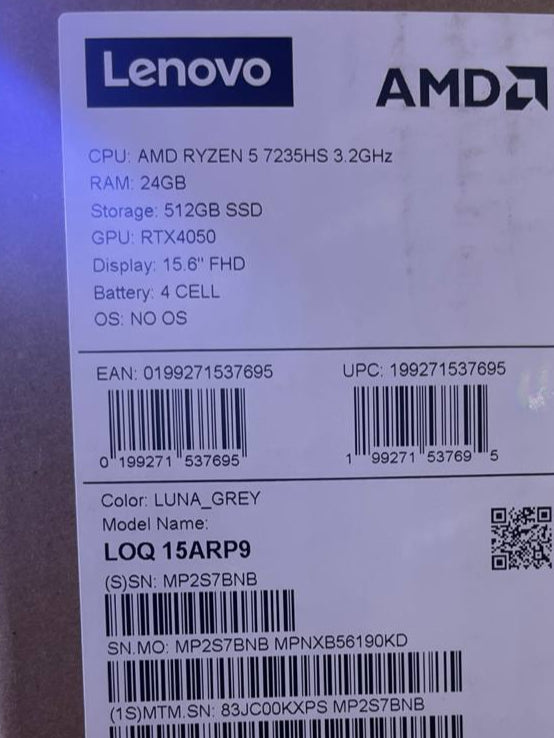 Lenovo
AMD
CPU: AMD RYZEN 5 7235HS 3.2GHz
RAM: 24GB
Storage: 512GB SSD
GPU: RTX4050
Display: 15.6" FHD
Battery: 4 CELL
OS: NO OS
EAN: 0199271537695
UPC: 199271537695
0 199271 537695
1 99271 53769 5
Color: LUNA_GREY
Model Name:
LOQ 15ARP9
(S)SN: MP2S7BNB
SN.MO: MP2S7BNB MPNXB56190KD
(1S)MTM.SN: 83JC00KXPS MP2S7BNB